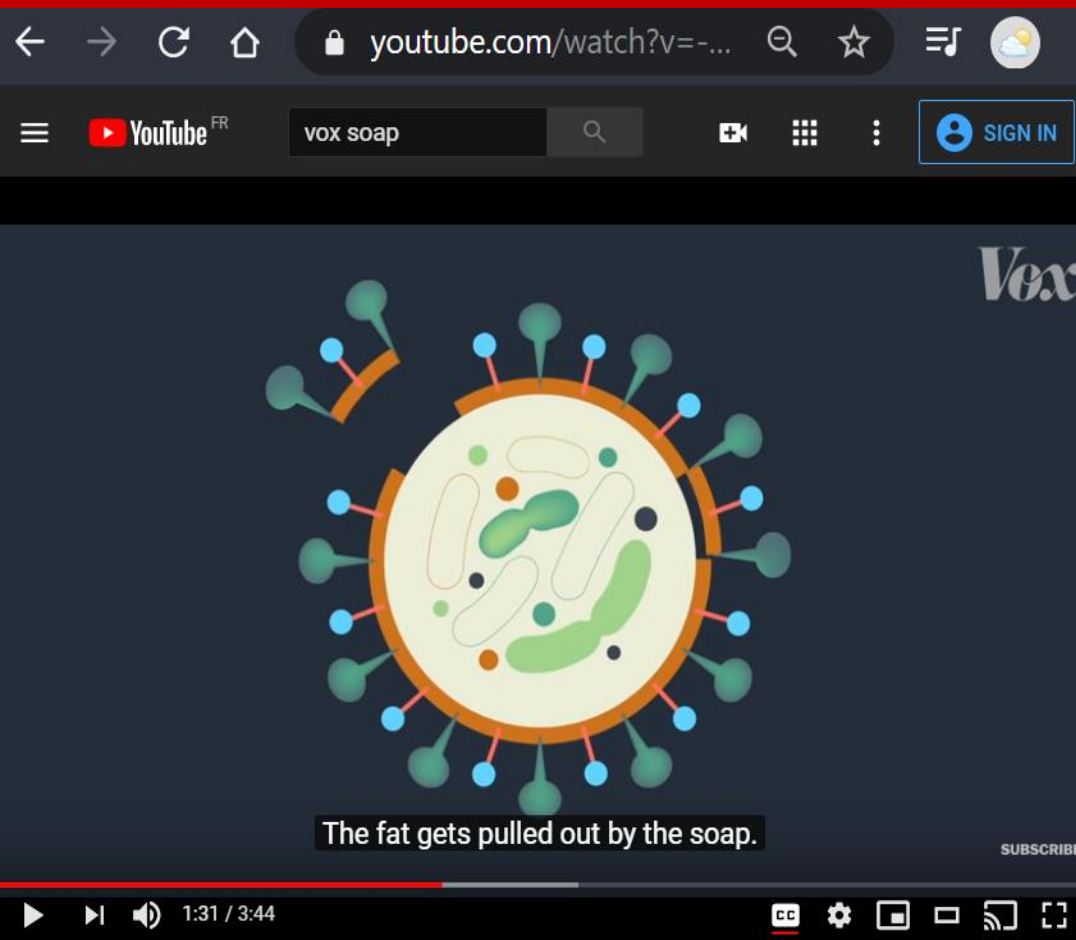 youtube.com/watch?v=-...
YouTube FR
vox soap
SIGN IN
Vox
The fat gets pulled out by the soap.
SUBSCRIBE
1:31 / 3:44
CC